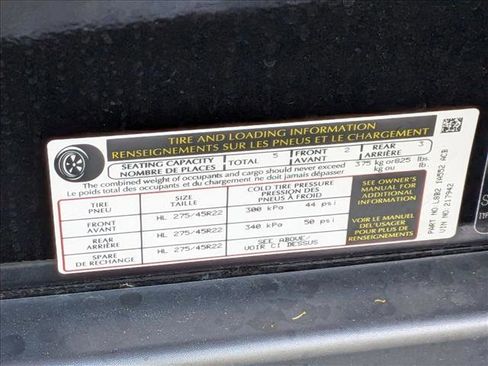 TIRE AND LOADING INFORMATION
RENSEIGNEMENTS SUR LES PNEUS ET LE CHARGEMENT
SEATING CAPACITY
NOMBRE DE PLACES
TOTAL 5
FRONT
AVANT 2
REAR
ARRIÈRE 3
The combined weight of occupants and cargo should never exceed 375 kg or 825 lbs.
Le poids total des occupants et du chargement ne doit jamais dépasser kg ou lb.
TIRE
PNEU
SIZE
TAILLE
COLD TIRE PRESSURE
PRESSION DES PNEUS
À FROID
FRONT
AVANT
HL 275/45R22
300 kPa 44 psi
REAR
ARRIÈRE
HL 275/45R22
340 kPa 50 psi
SPARE
DE RECHANGE
HL 275/45R22
SEE ABOVE/
VOIR CI DESSUS
SEE OWNER'S
MANUAL FOR
ADDITIONAL
INFORMATION
VOIR LE MANUEL
DEL'USAGER
POUR PLUS DE
RENSEIGNEMENTS
VIN NO. 217942